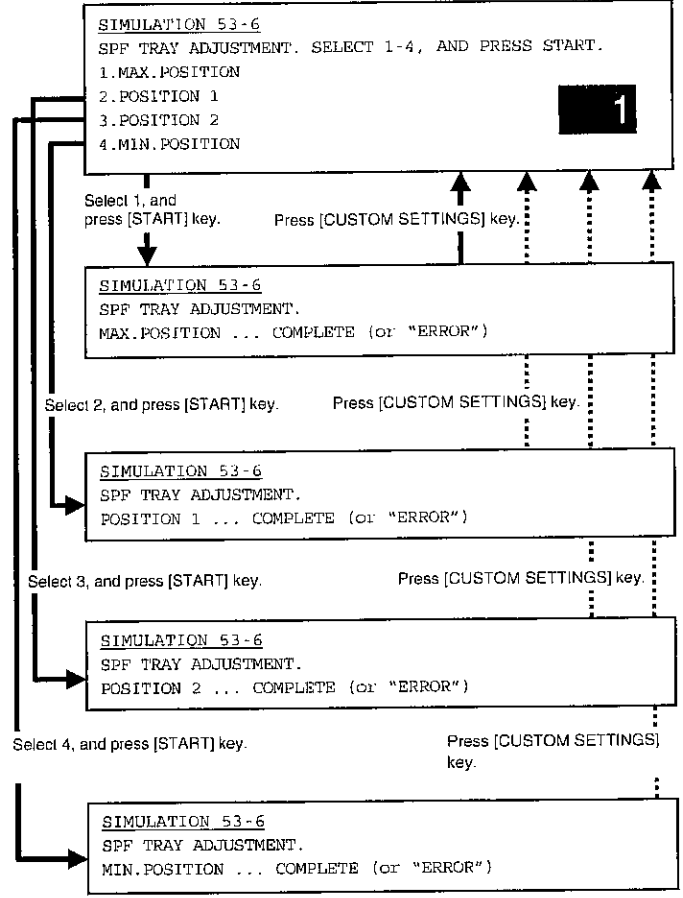 SIMULATION 53-6
SPF TRAY ADJUSTMENT. SELECT 1-4, AND PRESS START.
1.MAX.POSITION
2.POSITION 1
3.POSITION 2
4.MIN.POSITION
1
Select 1, and
press [START] key.
Press [CUSTOM SETTINGS] key.
SIMULATION 53-6
SPF TRAY ADJUSTMENT.
MAX.POSITION ... COMPLETE (or "ERROR")
Select 2, and press [START] key.
Press [CUSTOM SETTINGS] key.
SIMULATION 53-6
SPF TRAY ADJUSTMENT.
POSITION 1 ... COMPLETE (or "ERROR")
Select 3, and press [START] key.
Press [CUSTOM SETTINGS] key.
SIMULATION 53-6
SPF TRAY ADJUSTMENT.
POSITION 2 ... COMPLETE (or "ERROR")
Select 4, and press [START] key.
Press [CUSTOM SETTINGS]
key.
SIMULATION 53-6
SPF TRAY ADJUSTMENT.
MIN.POSITION ... COMPLETE (or "ERROR")